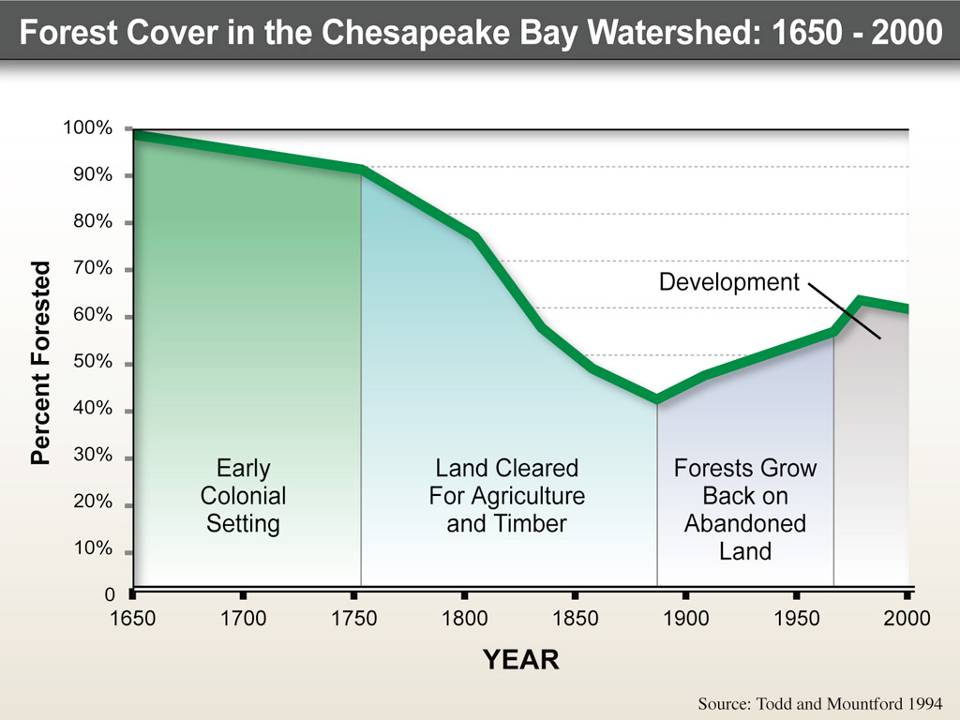 Forest Cover in the Chesapeake Bay Watershed: 1650 - 2000
100%
90%
80%
70%
60%
50%
40%
30%
20%
10%
0
Percent Forested
Development
Early
Colonial
Setting
Land Cleared
For Agriculture
and Timber
Forests Grow
Back on
Abandoned
Land
1650 1700 1750 1800 1850 1900 1950 2000
YEAR
Source: Todd and Mountford 1994